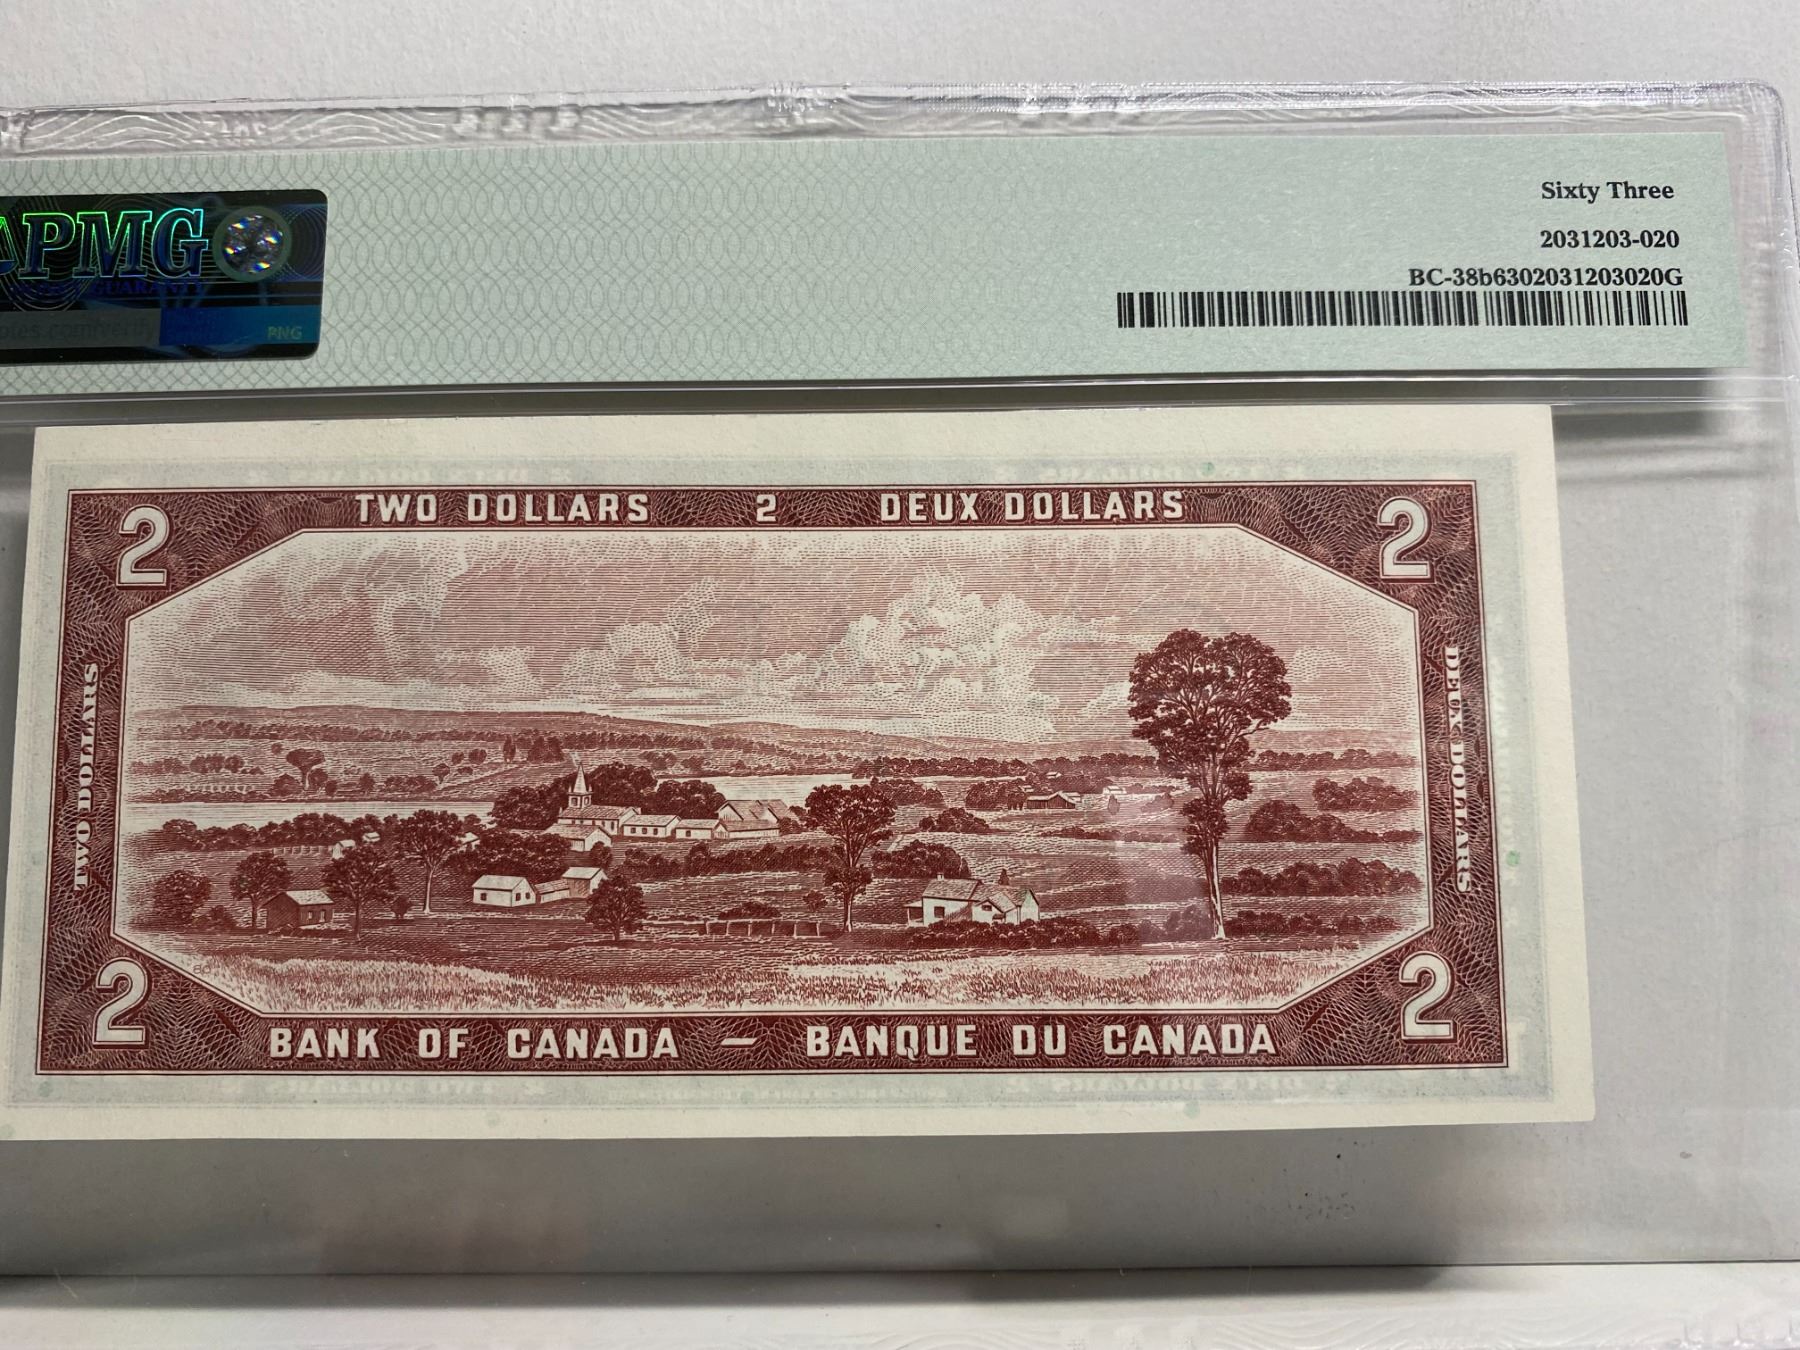 PMG
Sixty Three
2031203-020
BC-38b6302031203020G
PNG
TWO DOLLARS 2 DEUX DOLLARS
2 2
TWO DOLLARS
DEUX DOLLARS
2 2
BANK OF CANADA — BANQUE DU CANADA